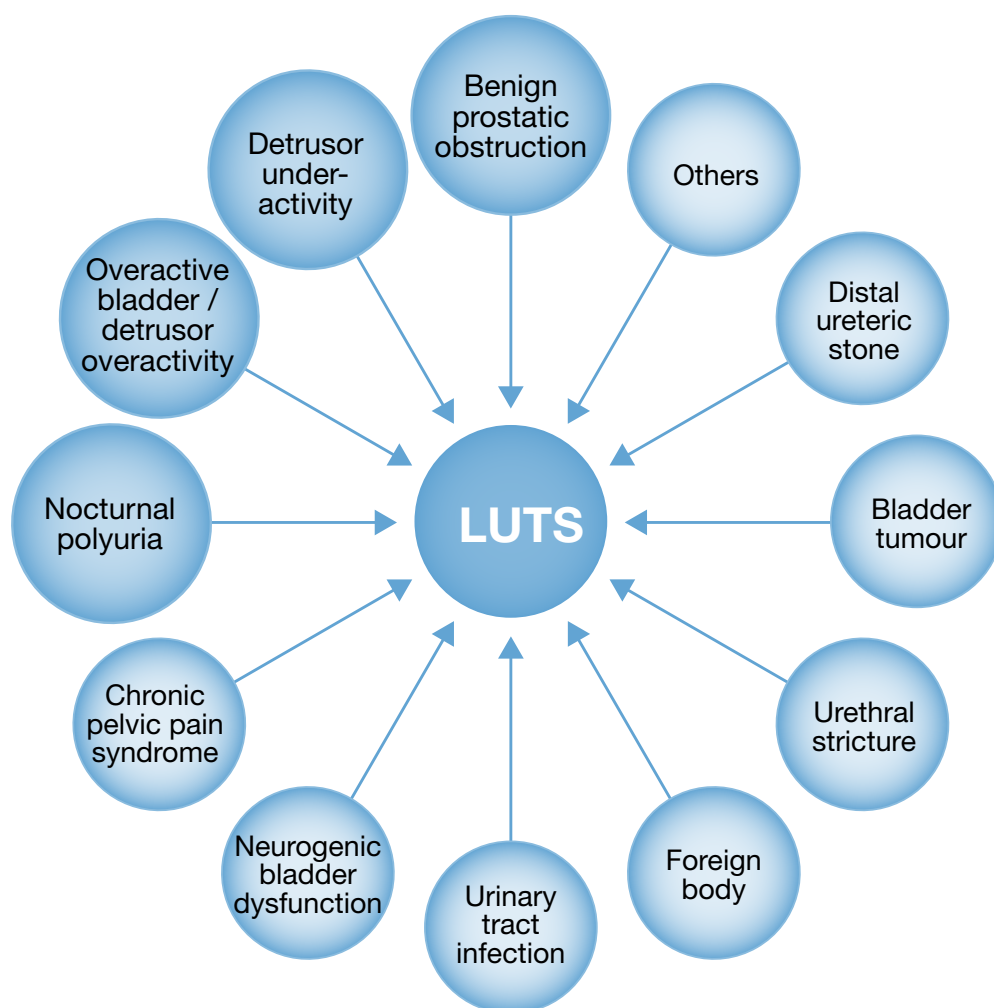 Benign
prostatic
obstruction
Others
Distal
ureteric
stone
Bladder
tumour
Urethral
stricture
Foreign
body
Urinary
tract
infection
Neurogenic
bladder
dysfunction
Chronic
pelvic pain
syndrome
Nocturnal
polyuria
Overactive
bladder /
detrusor
overactivity
Detrusor
under-
activity
LUTS